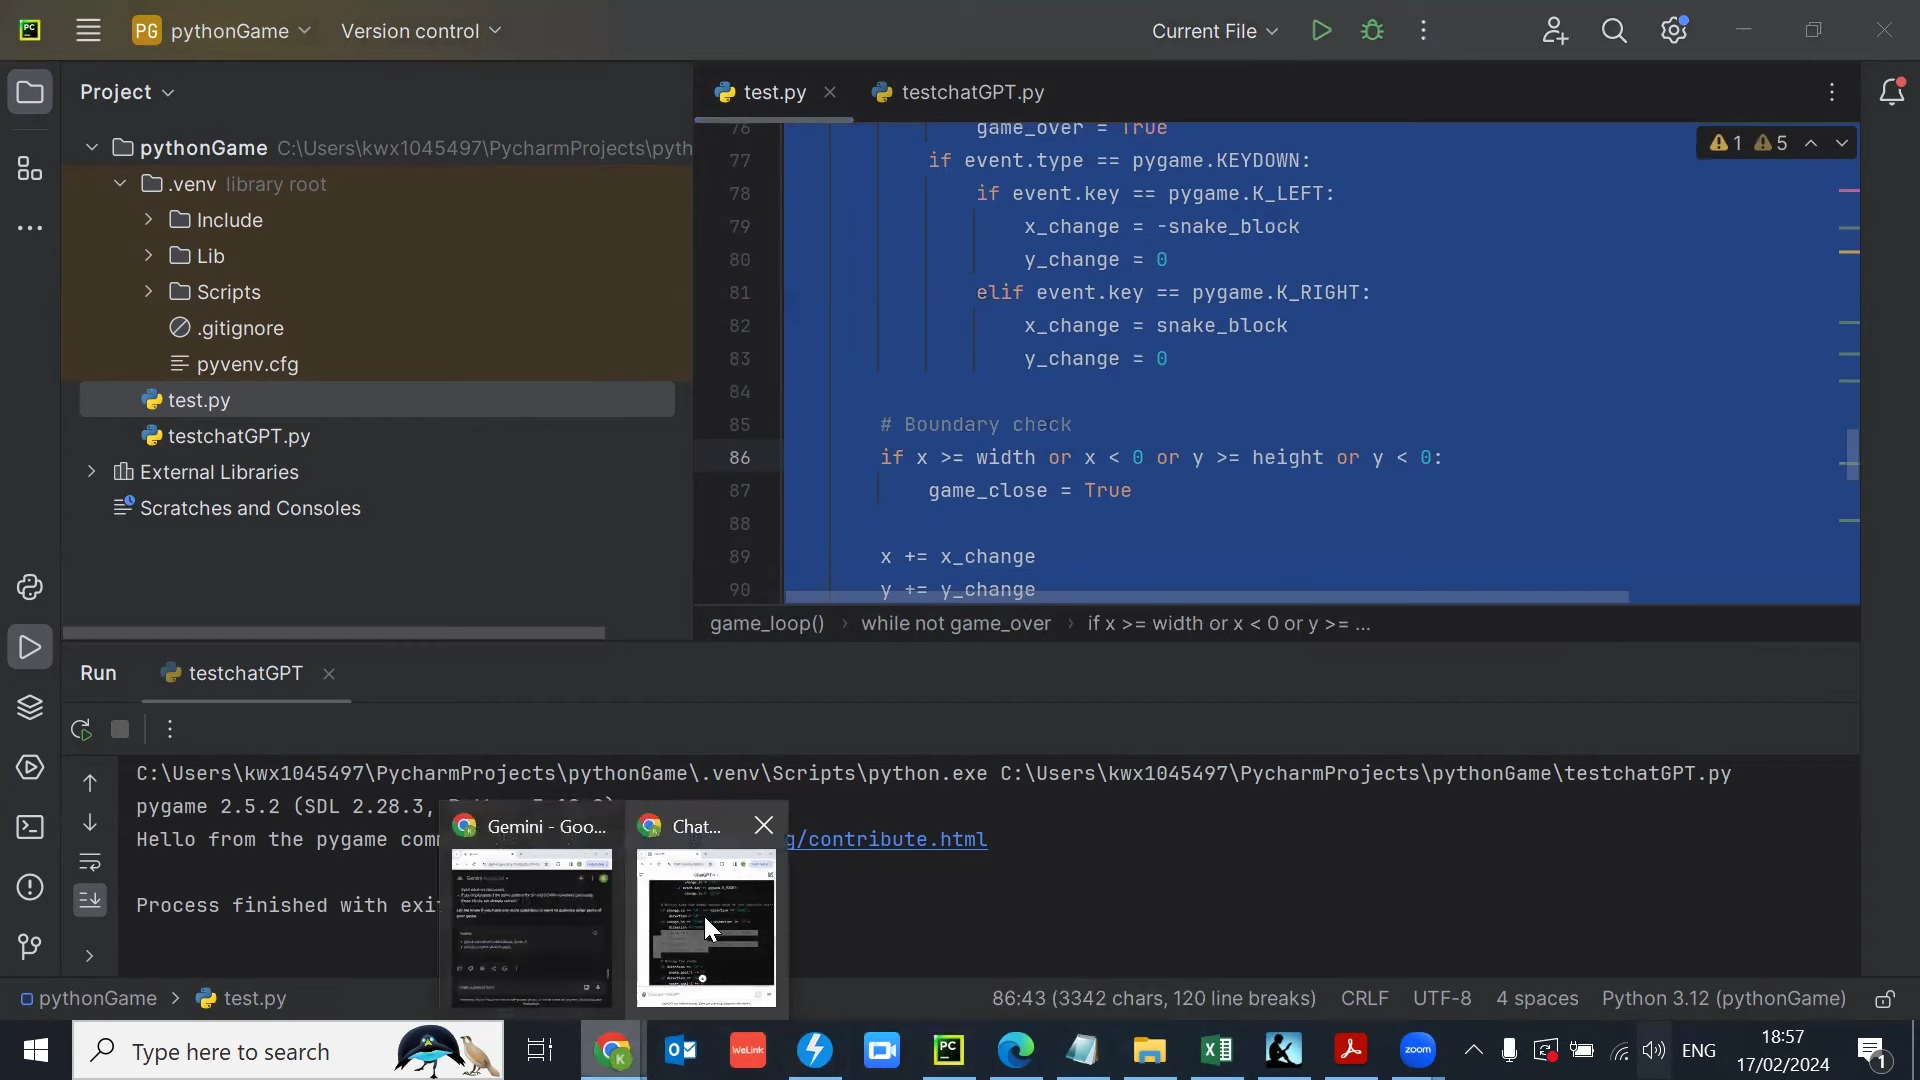 PC
PG pythonGame
Version control
Current File
Project
test.py
testchatGPT.py
pythonGame C:\Users\kwx1045497\PycharmProjects\pyth
.venv library root
Include
Lib
Scripts
.gitignore
pyvenv.cfg
test.py
testchatGPT.py
External Libraries
Scratches and Consoles
1 5
76 game_over = True
77 if event.type == pygame.KEYDOWN:
78 if event.key == pygame.K_LEFT:
79 x_change = -snake_block
80 y_change = 0
81 elif event.key == pygame.K_RIGHT:
82 x_change = snake_block
83 y_change = 0
84
85 # Boundary check
86 if x >= width or x < 0 or y >= height or y < 0:
87 game_close = True
88
89 x += x_change
90 y += y_change
game_loop() › while not game_over › if x >= width or x < 0 or y >= ...
Run
testchatGPT
C:\Users\kwx1045497\PycharmProjects\pythonGame\.venv\Scripts\python.exe C:\Users\kwx1045497\PycharmProjects\pythonGame\testchatGPT.py
pygame 2.5.2 (SDL 2.28.3,
Hello from the pygame com g/contribute.html
Process finished with exi
Gemini - Goo...
Chat...
pythonGame › test.py
86:43 (3342 chars, 120 line breaks)
CRLF
UTF-8
4 spaces
Python 3.12 (pythonGame)
Type here to search
WeLink
PC
zoom
ENG
18:57
17/02/2024
1